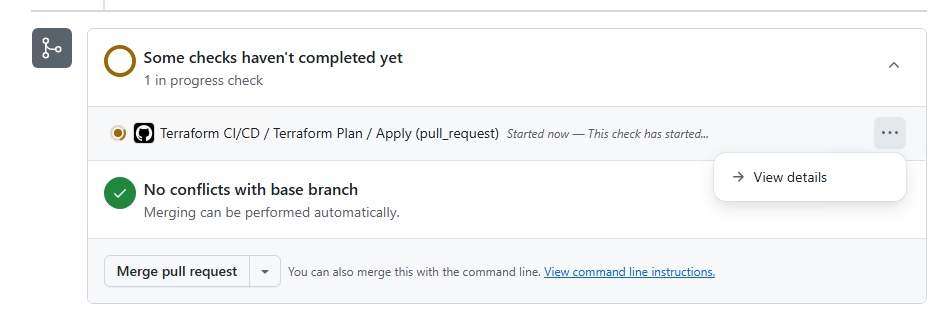 Some checks haven't completed yet
1 in progress check
Terraform CI/CD / Terraform Plan / Apply (pull_request) Started now — This check has started...
View details
No conflicts with base branch
Merging can be performed automatically.
Merge pull request You can also merge this with the command line. View command line instructions.